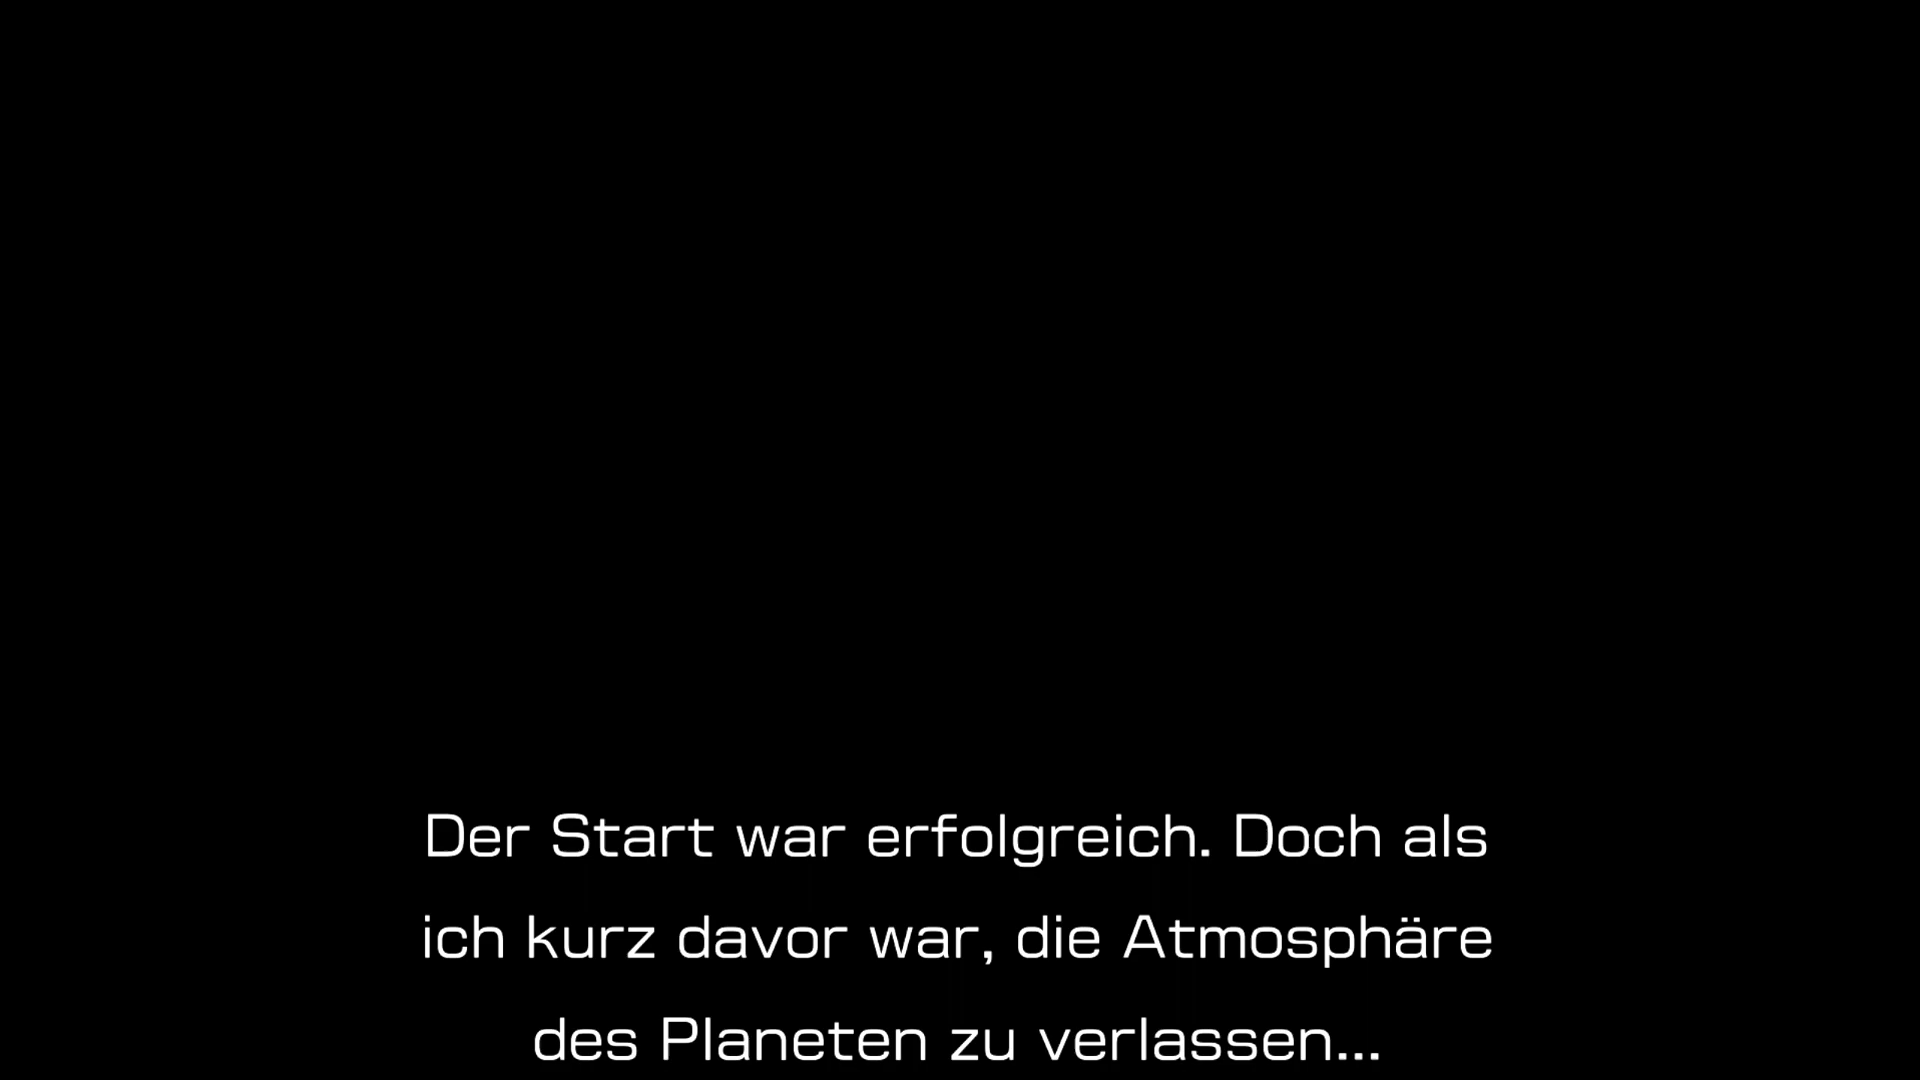 Der Start war erfolgreich. Doch als
ich kurz davor war, die Atmosphäre
des Planeten zu verlassen...